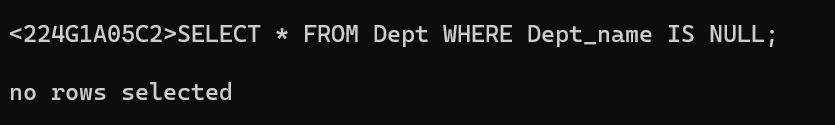 <224G1A05C2>SELECT * FROM Dept WHERE Dept_name IS NULL;
no rows selected